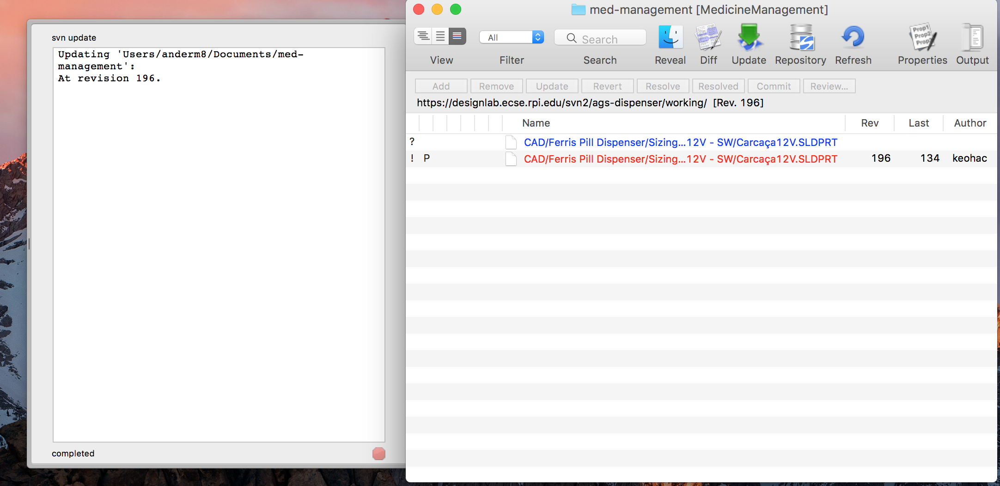 svn update
Updating 'Users/anderm8/Documents/med-
management':
At revision 196.
completed
med-management [MedicineManagement]
All
Search
View
Filter
Search
Reveal
Diff
Update
Repository
Refresh
Prop1
Prop2
Prop
Properties
Output
Add
Remove
Update
Revert
Resolve
Resolved
Commit
Review...
https://designlab.ecse.rpi.edu/svn2/ags-dispenser/working/ [Rev. 196]
Name Rev Last Author
? CAD/Ferris Pill Dispenser/Sizing...12V - SW/Carcaça12V.SLDPRT
! P CAD/Ferris Pill Dispenser/Sizing...12V - SW/Carcaça12V.SLDPRT 196 134 keohac